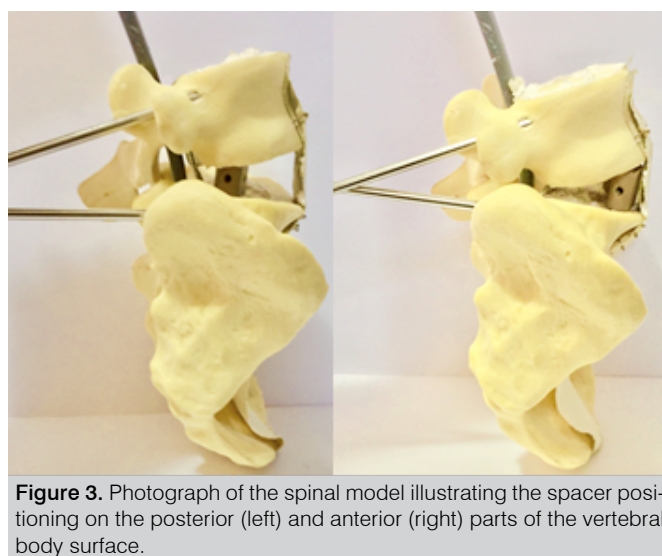 Figure 3. Photograph of the spinal model illustrating the spacer posi-
tioning on the posterior (left) and anterior (right) parts of the vertebral
body surface.